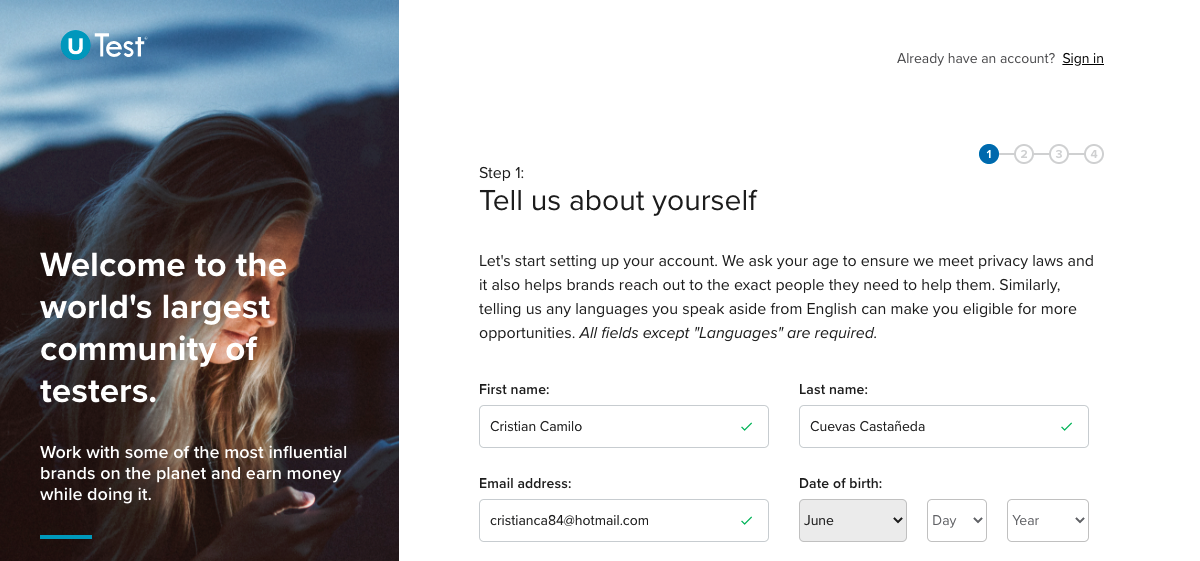 U Test
Welcome to the
world's largest
community of
testers.
Work with some of the most influential
brands on the planet and earn money
while doing it.
Already have an account? Sign in
1 2 3 4
Step 1:
Tell us about yourself
Let's start setting up your account. We ask your age to ensure we meet privacy laws and
it also helps brands reach out to the exact people they need to help them. Similarly,
telling us any languages you speak aside from English can make you eligible for more
opportunities. All fields except "Languages" are required.
First name: Last name:
Cristian Camilo Cuevas Castañeda
Email address: Date of birth:
cristianca84@hotmail.com June Day Year